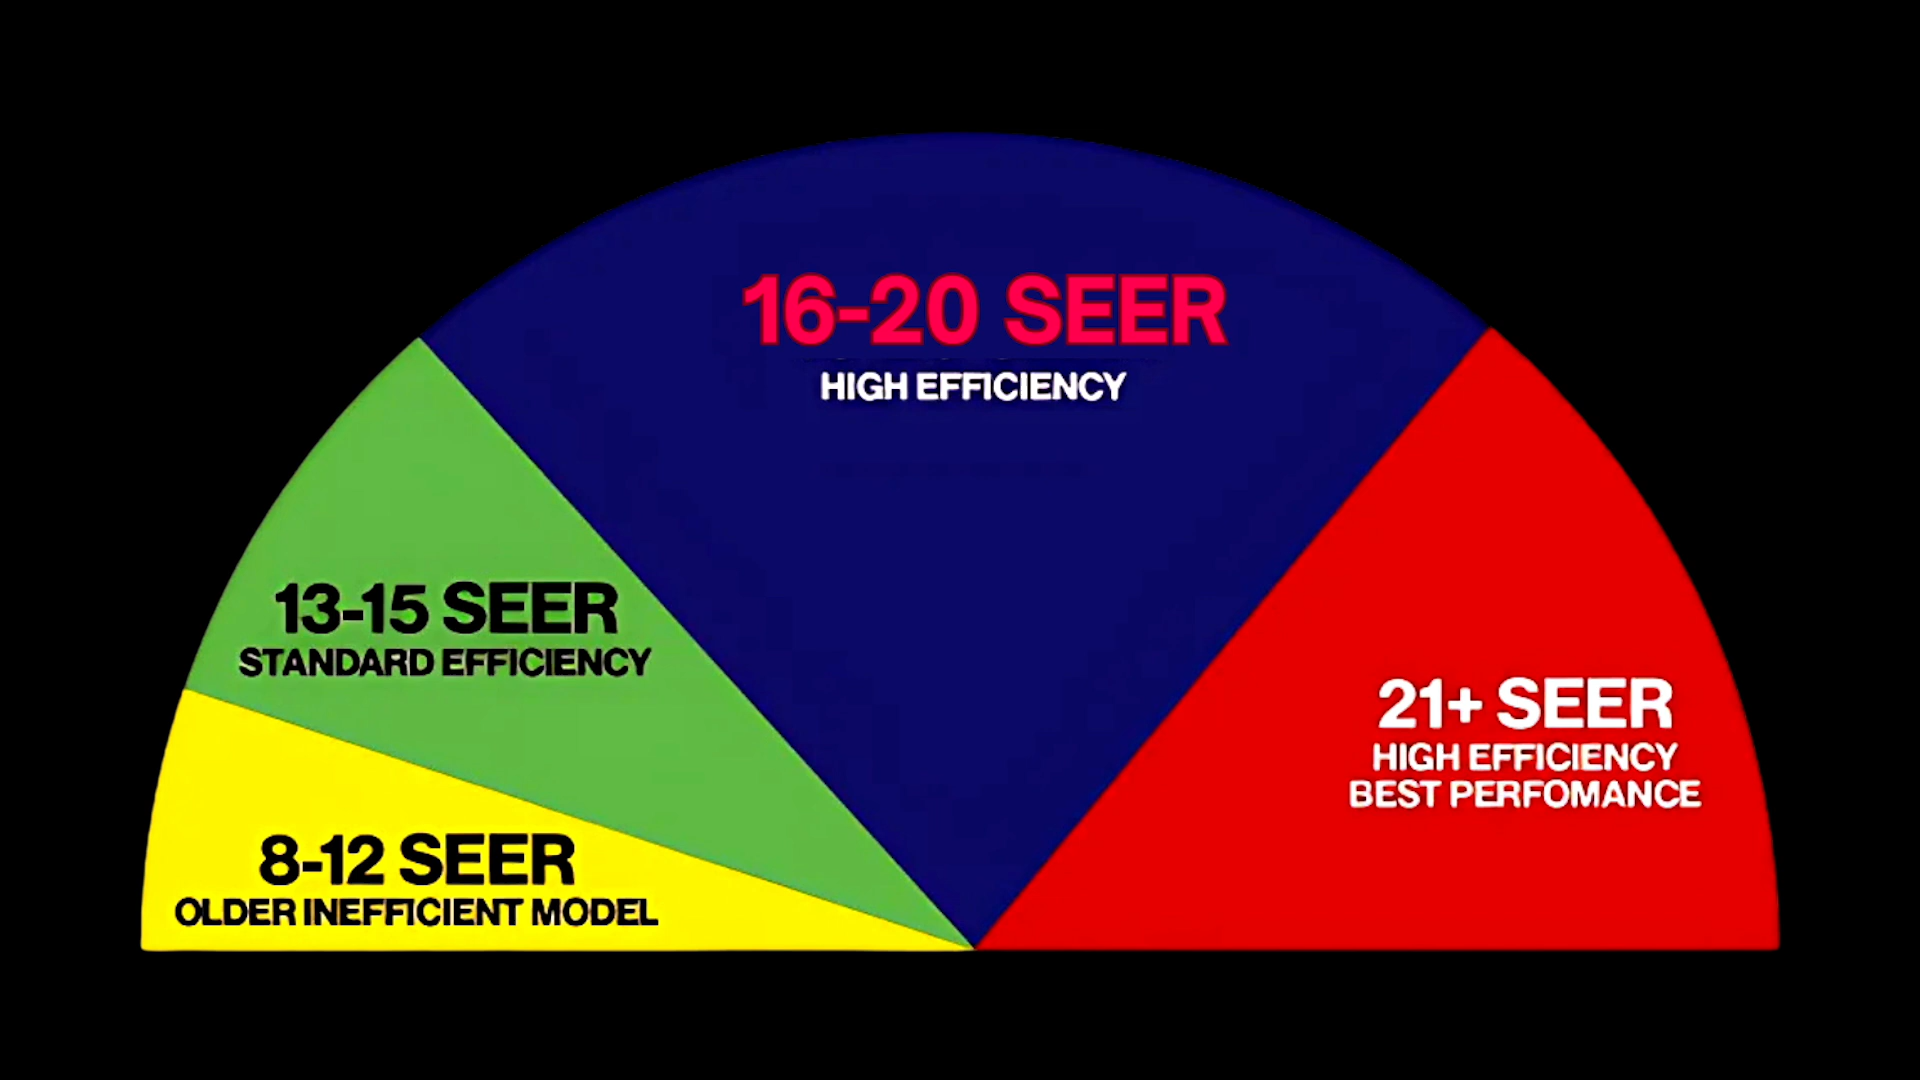 16-20 SEER
HIGH EFFICIENCY
13-15 SEER
STANDARD EFFICIENCY
21+ SEER
HIGH EFFICIENCY
BEST PERFOMANCE
8-12 SEER
OLDER INEFFICIENT MODEL